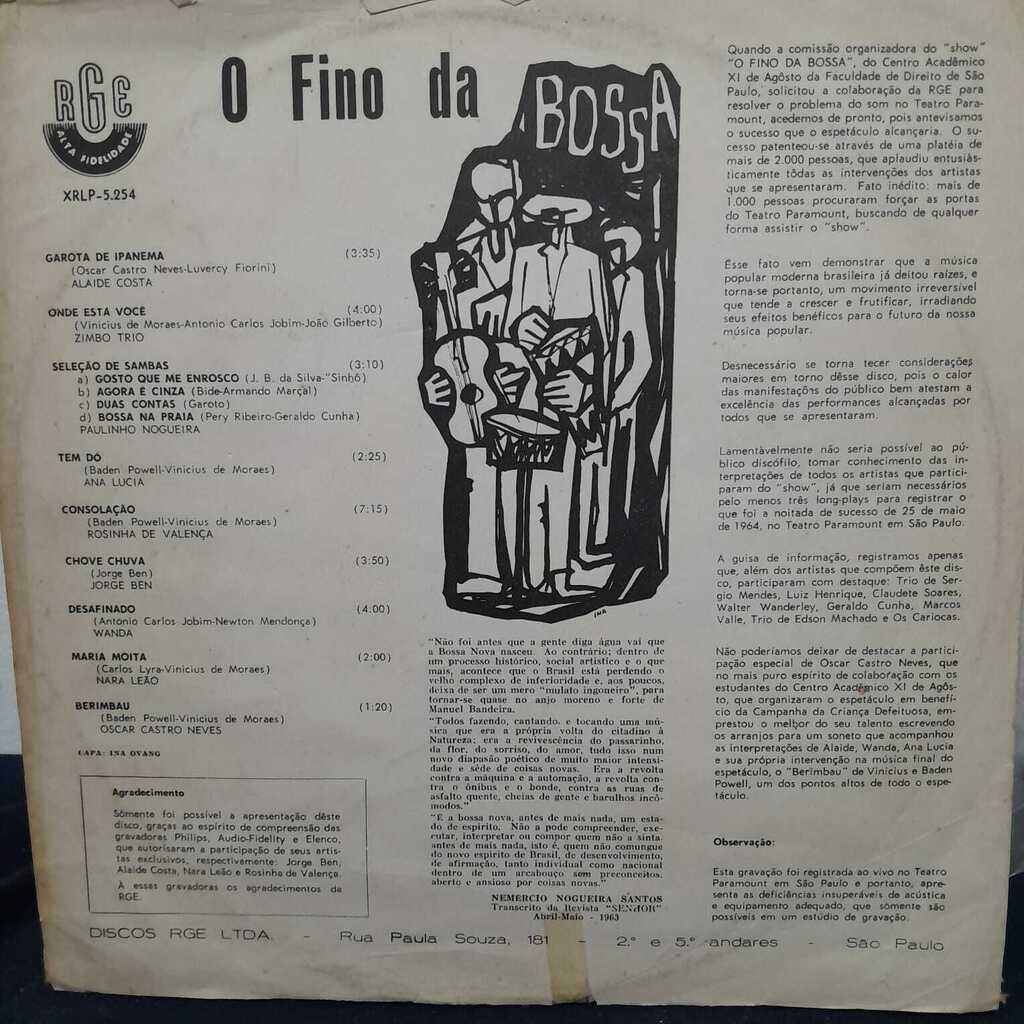 O Fino da BOSSA
RGE
ALTA FIDELIDADE
XRLP-5.254
GAROTA DE IPANEMA (3:35)
(Oscar Castro Neves-Luvercy Fiorini)
ALAIDE COSTA
ONDE ESTA VOCÊ (4:00)
(Vinicius de Moraes-Antonio Carlos Jobim-João Gilberto)
ZIMBO TRIO
SELEÇÃO DE SAMBAS (3:10)
a) GOSTO QUE ME ENROSCO (J. B. da Silva-"Sinhô)
b) AGORA É CINZA (Bide-Armando Marçal)
c) DUAS CONTAS (Garoto)
d) BOSSA NA PRAIA (Pery Ribeiro-Geraldo Cunha)
PAULINHO NOGUEIRA
TEM DÓ (2:25)
(Baden Powell-Vinicius de Moraes)
ANA LUCIA
CONSOLAÇÃO (7:15)
(Baden Powell-Vinicius de Moraes)
ROSINHA DE VALENÇA
CHOVE CHUVA (3:50)
(Jorge Ben)
JORGE BEN
DESAFINADO (4:00)
(Antonio Carlos Jobim-Newton Mendonça)
WANDA
MARIA MOITA (2:00)
(Carlos Lyra-Vinicius de Moraes)
NARA LEÃO
BERIMBAU (1:20)
(Baden Powell-Vinicius de Moraes)
OSCAR CASTRO NEVES
CAPA: INA OVANG
Agradecimento
Sòmente foi possível a apresentação dêste
disco, graças ao espírito de compreensão das
gravadoras Philips, Audio-Fidelity e Elenco,
que autorisaram a participação de seus artis-
tas exclusivos, respectivamente: Jorge Ben,
Alaide Costa, Nara Leão e Rosinha de Valença.
À essas gravadoras os agradecimentos da
RGE.
INA
"Não foi antes que a gente diga água vai que
a Bossa Nova nasceu. Ao contrário; dentro de
um processo histórico, social artístico e o que
mais, acontece que o Brasil está perdendo o
velho complexo de inferioridade e, aos poucos,
deixa de ser um mero "mulato ingoneiro", para
tornar-se quase no anjo moreno e forte de
Manuel Bandeira.
"Todos fazendo, cantando, e tocando uma mú-
sica que era a própria volta do citadino à
Natureza; era a revivescência do passarinho,
da flor, do sorriso, do amor, tudo isso num
novo diapasão poético de muito maior intensi-
dade e sêde de coisas novas. Era a revolta
contra a máquina e a automação, a revolta con-
tra o ônibus e o bonde, contra as ruas de
asfalto quente, cheias de gente e barulhos incô-
modos."
"E a bossa nova, antes de mais nada, um esta-
do de espírito. Não a pode compreender, exe-
cutar, interpretar ou compor quem não a sinta
antes de mais nada, isto é, quem não comungue
do novo espírito de Brasil, de desenvolvimento,
de afirmação, tanto individual como nacional
dentro de um arcabouço sem preconceitos,
aberto e ansioso por coisas novas."
NEMÉRCIO NOGUEIRA SANTOS
Transcrito da Revista "SENHOR"
Abril-Maio - 1963
Quando a comissão organizadora do "show"
"O FINO DA BOSSA", do Centro Acadêmico
XI de Agôsto da Faculdade de Direito de São
Paulo, solicitou a colaboração da RGE para
resolver o problema do som no Teatro Para-
mount, acedemos de pronto, pois antevisamos
o sucesso que o espetáculo alcançaria. O su-
cesso patenteou-se através de uma platéia de
mais de 2.000 pessoas, que aplaudiu entusiàs-
ticamente tôdas as intervenções dos artistas
que se apresentaram. Fato inédito: mais de
1.000 pessoas procuraram forçar as portas
do Teatro Paramount, buscando de qualquer
forma assistir o "show".
Esse fato vem demonstrar que a música
popular moderna brasileira já deitou raízes, e
torna-se portanto, um movimento irreversível
que tende a crescer e frutificar, irradiando
seus efeitos benéficos para o futuro da nossa
música popular.
Desnecessário se torna tecer considerações
maiores em torno dêsse disco, pois o calor
das manifestações do público bem atestam a
excelência das performances alcançadas por
todos que se apresentaram.
Lamentàvelmente não seria possível ao pú-
blico discófilo, tomar conhecimento das in-
terpretações de todos os artistas que partici-
param do "show", já que seriam necessários
pelo menos três long-plays para registrar o
que foi a noitada de sucesso de 25 de maio
de 1964, no Teatro Paramount em São Paulo.
A guisa de informação, registramos apenas
que, além dos artistas que compõem êste dis-
co, participaram com destaque: Trio de Ser-
gio Mendes, Luiz Henrique, Claudete Soares,
Walter Wanderley, Geraldo Cunha, Marcos
Valle, Trio de Edson Machado e Os Cariocas.
Não poderíamos deixar de destacar a partici-
pação especial de Oscar Castro Neves, que
no mais puro espírito de colaboração com os
estudantes do Centro Acadêmico XI de Agôs-
to, que organizaram o espetáculo em benefí-
cio da Campanha da Criança Defeituosa, em-
prestou o melhor do seu talento escrevendo
os arranjos para um soneto que acompanhou
as interpretações de Alaide, Wanda, Ana Lucia
e sua própria intervenção na música final do
espetáculo, o "Berimbau" de Vinicius e Baden
Powell, um dos pontos altos de todo o espe-
táculo.
Observação:
Esta gravação foi registada ao vivo no Teatro
Paramount em São Paulo e portanto, apre-
senta as deficiências insuperáveis de acústica
e equipamento adequado, que sòmente são
possíveis em um estúdio de gravação.
DISCOS RGE LTDA. - Rua Paula Souza, 181 - 2.º e 5.º andares - São Paulo